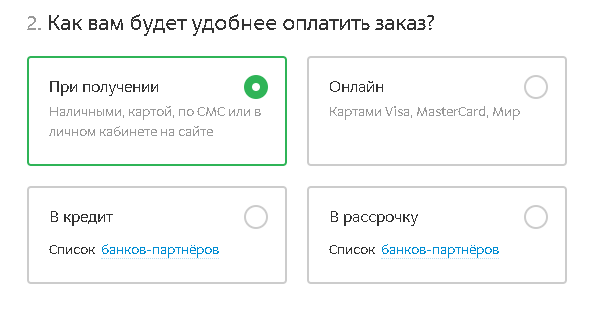 2. Как вам будет удобнее оплатить заказ?
При получении
Наличными, картой, по СМС или в
личном кабинете на сайте
Онлайн
Картами Visa, MasterCard, Мир
В кредит
Список банков-партнёров
В рассрочку
Список банков-партнёров